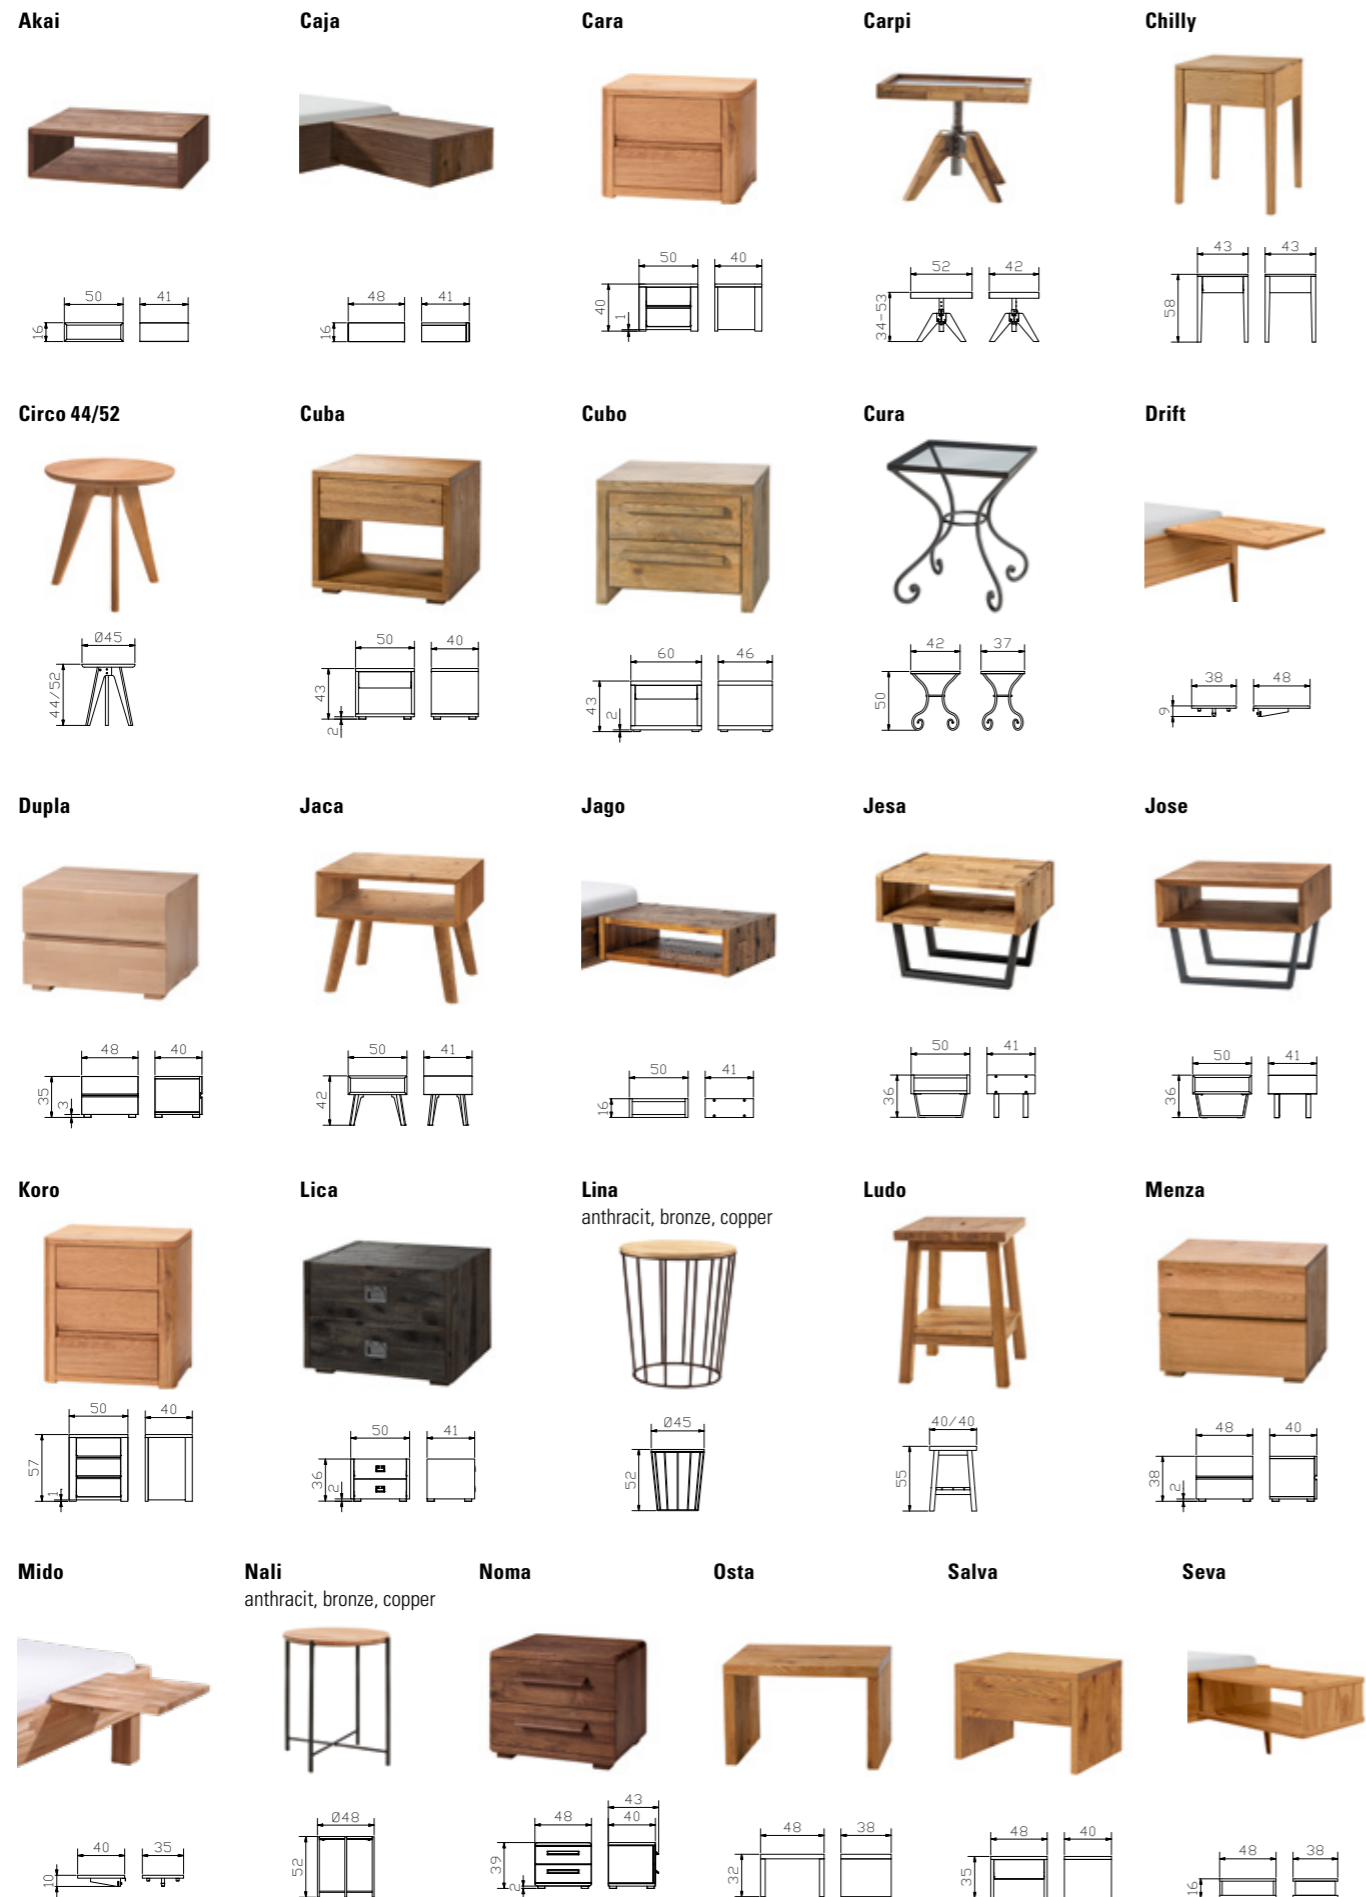 Akai
Caja
Cara
Carpi
Chilly
50
41
16
48
41
16
50
40
40
1
52
42
34-53
43
43
58
Circo 44/52
Cuba
Cubo
Cura
Drift
Ø45
44/52
50
40
43
2
60
46
43
2
42
37
50
38
48
9
Dupla
Jaca
Jago
Jesa
Jose
48
40
35
3
50
41
42
50
41
16
50
41
36
50
41
36
Koro
Lica
Lina
anthracit, bronze, copper
Ludo
Menza
50
40
57
1
50
41
36
2
Ø45
52
40/40
55
48
40
38
2
Mido
Nali
anthracit, bronze, copper
Noma
Osta
Salva
Seva
40
35
10
Ø48
52
48
43
40
39
2
48
38
32
48
40
35
48
38
16